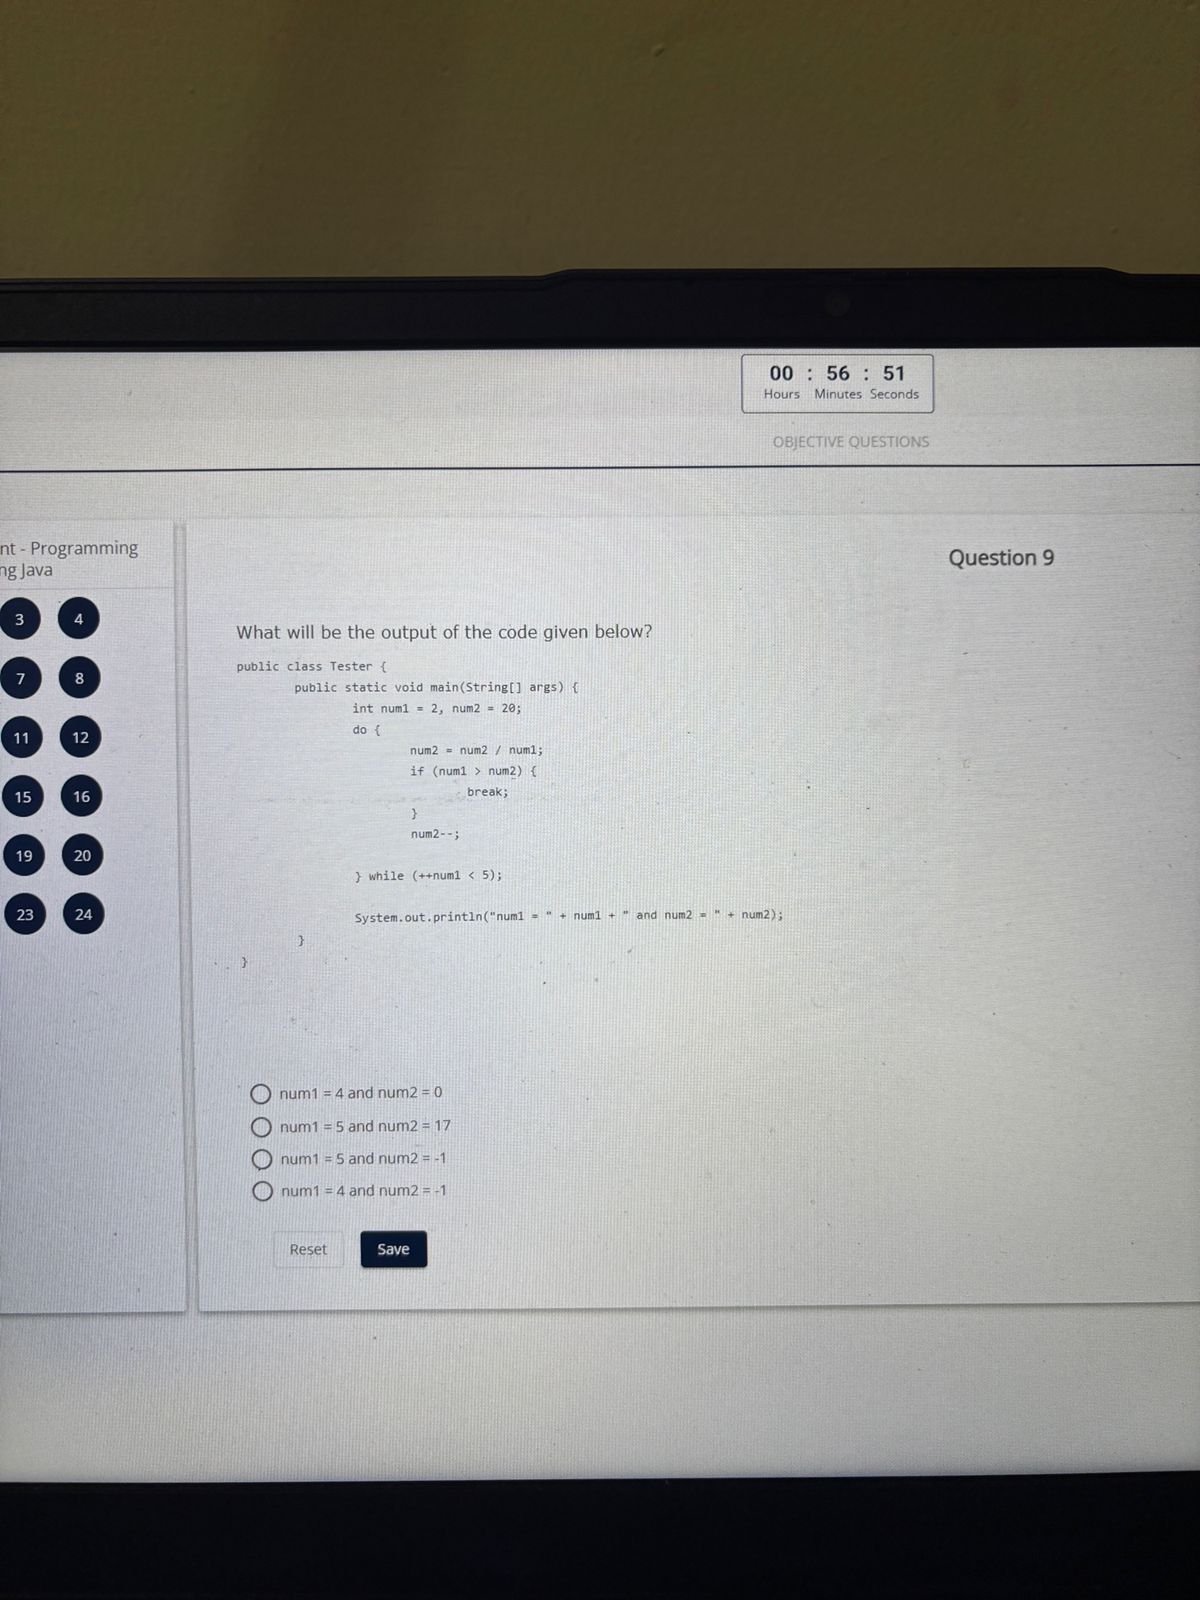 00 : 56 : 51
Hours Minutes Seconds
OBJECTIVE QUESTIONS
nt - Programming
ng Java
3 4
7 8
11 12
15 16
19 20
23 24
Question 9
What will be the output of the code given below?
public class Tester {
public static void main(String[] args) {
int num1 = 2, num2 = 20;
do {
num2 = num2 / num1;
if (num1 > num2) {
break;
}
num2--;
} while (++num1 < 5);
System.out.println("num1 = " + num1 + " and num2 = " + num2);
}
}
num1 = 4 and num2 = 0
num1 = 5 and num2 = 17
num1 = 5 and num2 = -1
num1 = 4 and num2 = -1
Reset Save